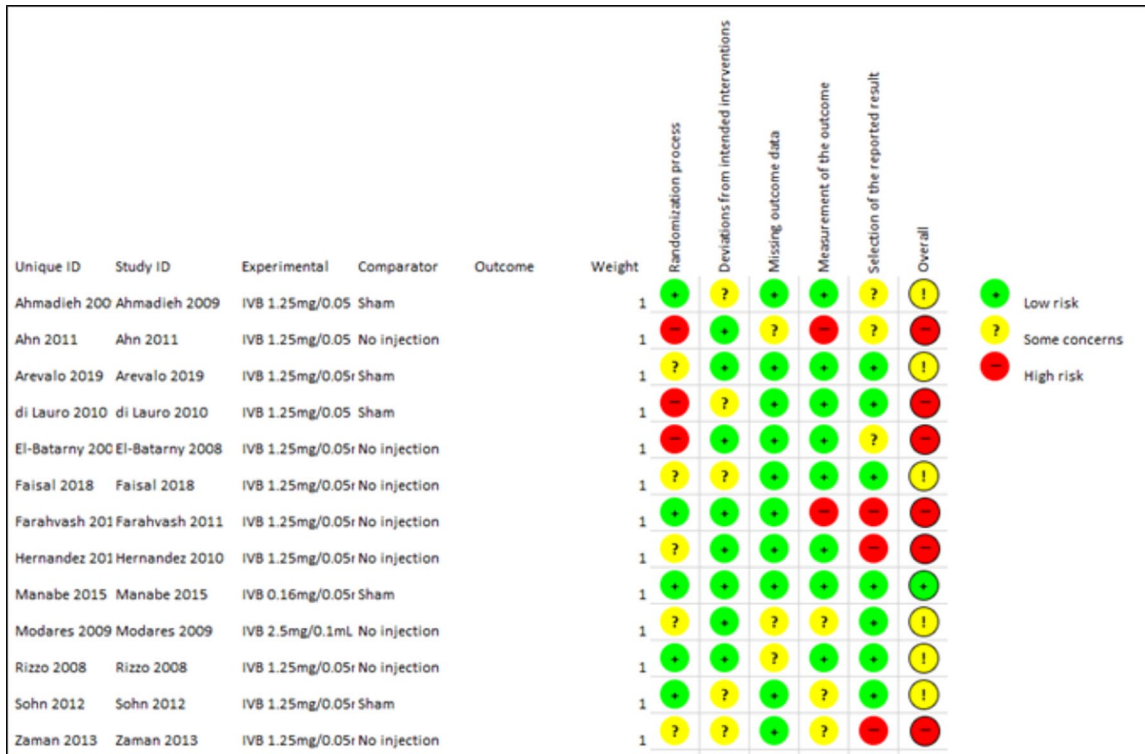 Randomization process
Deviations from intended interventions
Missing outcome data
Measurement of the outcome
Selection of the reported result
Overall
Unique ID Study ID Experimental Comparator Outcome Weight
Ahmadieh 200 Ahmadieh 2009 IVB 1.25mg/0.05 Sham 1 + ? + + ? !
Ahn 2011 Ahn 2011 IVB 1.25mg/0.05 No injection 1 − + ? − ? −
Arevalo 2019 Arevalo 2019 IVB 1.25mg/0.05r Sham 1 ? + + + + !
di Lauro 2010 di Lauro 2010 IVB 1.25mg/0.05 Sham 1 − ? + + + −
El-Batarny 200 El-Batarny 2008 IVB 1.25mg/0.05r No injection 1 − + + + ? −
Faisal 2018 Faisal 2018 IVB 1.25mg/0.05r No injection 1 ? ? + + + !
Farahvash 201 Farahvash 2011 IVB 1.25mg/0.05r No injection 1 + + + − − −
Hernandez 201 Hernandez 2010 IVB 1.25mg/0.05r No injection 1 ? + + + − −
Manabe 2015 Manabe 2015 IVB 0.16mg/0.05r Sham 1 + + + + + +
Modares 2009 Modares 2009 IVB 2.5mg/0.1mL No injection 1 ? + ? ? + !
Rizzo 2008 Rizzo 2008 IVB 1.25mg/0.05r No injection 1 + + ? + + !
Sohn 2012 Sohn 2012 IVB 1.25mg/0.05r Sham 1 + ? + ? + !
Zaman 2013 Zaman 2013 IVB 1.25mg/0.05r No injection 1 ? ? + ? − −
+ Low risk
? Some concerns
− High risk